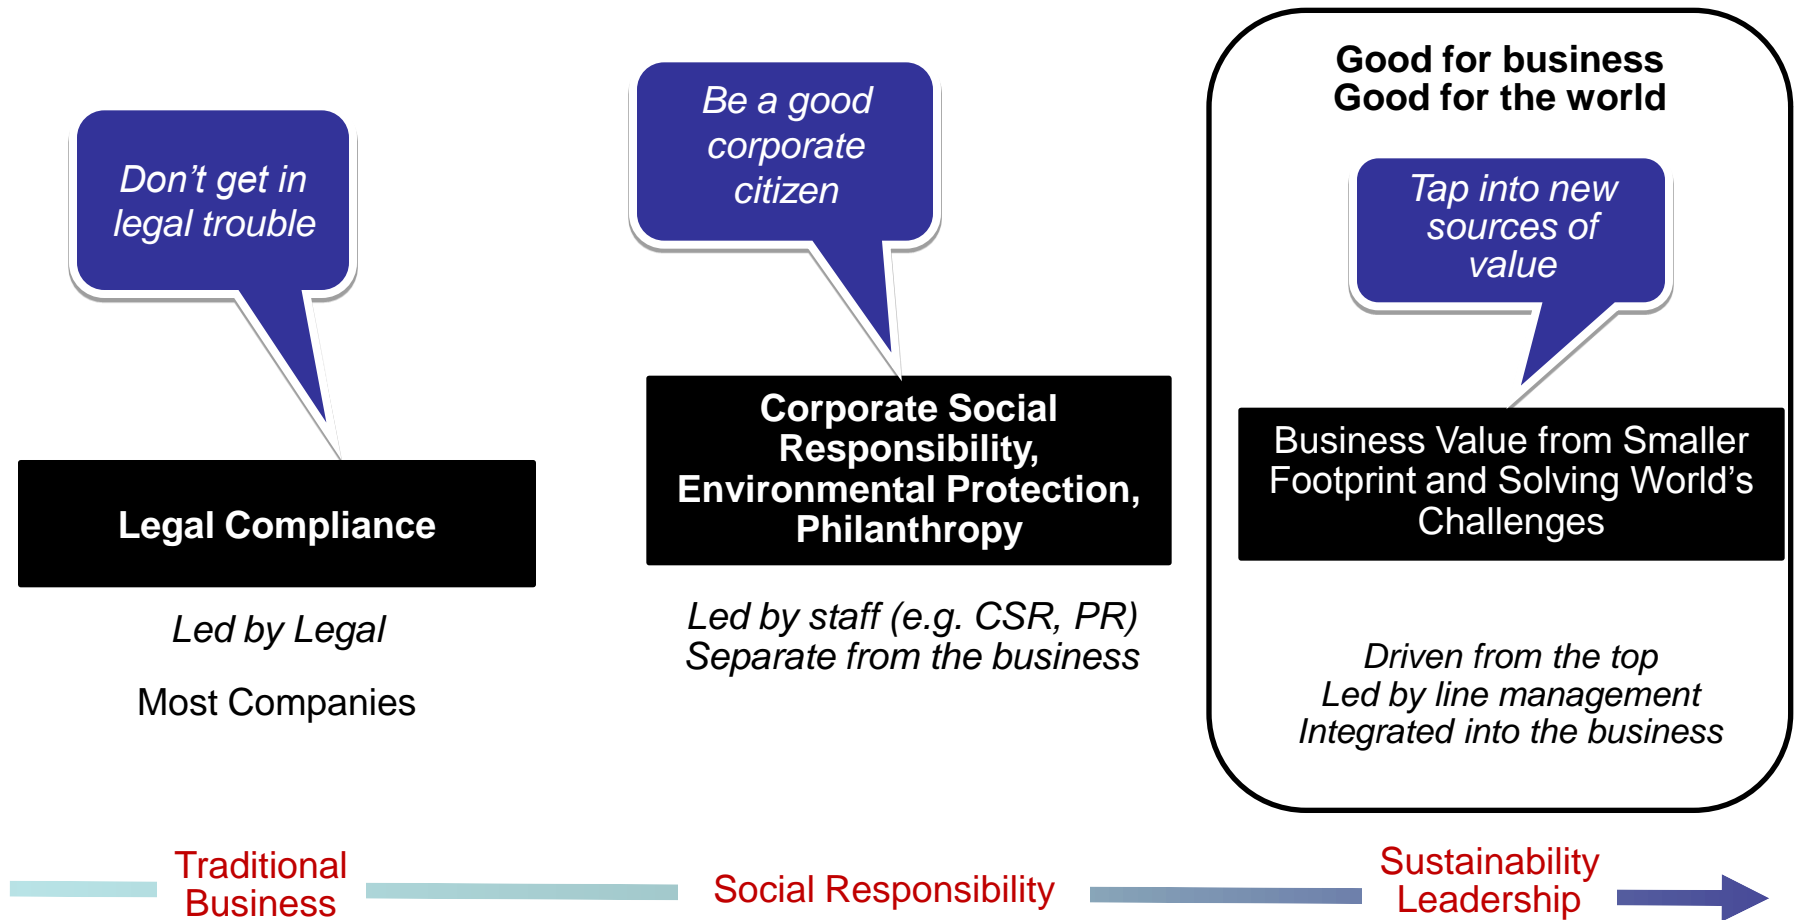 Don’t get in
legal trouble
Legal Compliance
Led by Legal
Most Companies
Be a good
corporate
citizen
Corporate Social
Responsibility,
Environmental Protection,
Philanthropy
Led by staff (e.g. CSR, PR)
Separate from the business
Good for business
Good for the world
Tap into new
sources of
value
Business Value from Smaller
Footprint and Solving World’s
Challenges
Driven from the top
Led by line management
Integrated into the business
Traditional
Business
Social Responsibility
Sustainability
Leadership